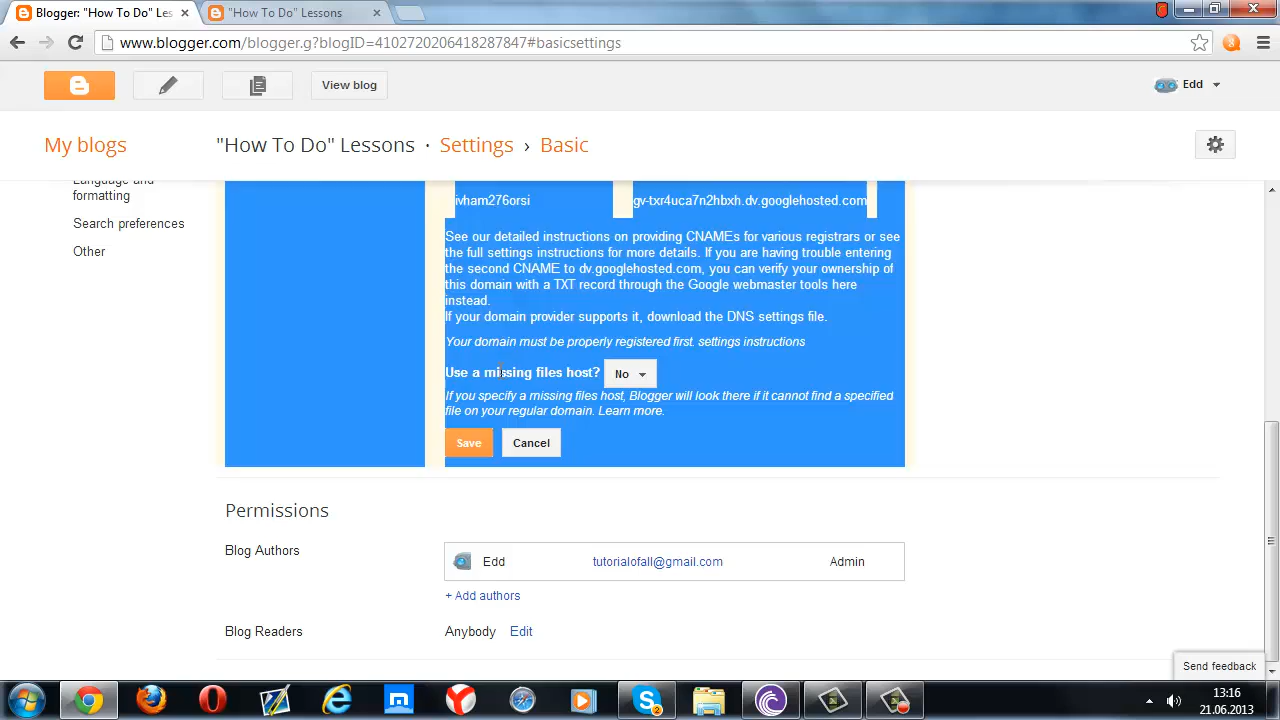 Blogger: "How To Do" Les
"How To Do" Lessons
www.blogger.com/blogger.g?blogID=4102720206418287847#basicsettings
8
View blog
Edd
My blogs
"How To Do" Lessons · Settings › Basic
Language and
formatting
Search preferences
Other
ivham276orsi
gv-txr4uca7n2hbxh.dv.googlehosted.com
See our detailed instructions on providing CNAMEs for various registrars or see
the full settings instructions for more details. If you are having trouble entering
the second CNAME to dv.googlehosted.com, you can verify your ownership of
this domain with a TXT record through the Google webmaster tools here
instead.
If your domain provider supports it, download the DNS settings file.
Your domain must be properly registered first. settings instructions
Use a missing files host? No
If you specify a missing files host, Blogger will look there if it cannot find a specified
file on your regular domain. Learn more.
Save Cancel
Permissions
Blog Authors
Edd tutorialofall@gmail.com Admin
+ Add authors
Blog Readers
Anybody Edit
Send feedback
2
13:16
21.06.2013